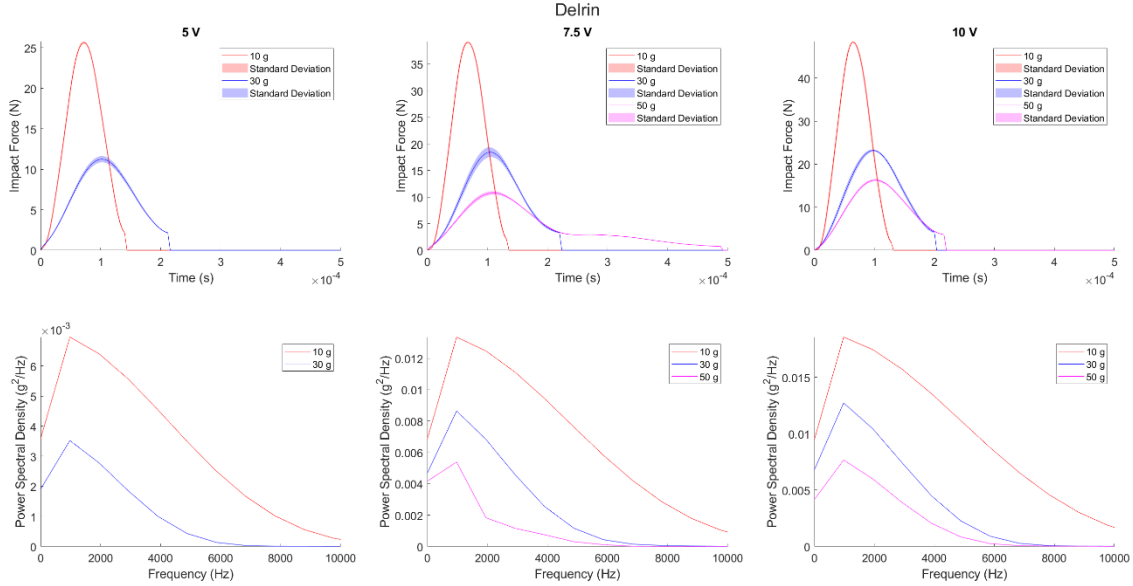 Delrin
5 V
Impact Force (N)
25
20
15
10
5
0
0 1 2 3 4 5
Time (s)
×10⁻⁴
10 g
Standard Deviation
30 g
Standard Deviation
7.5 V
Impact Force (N)
35
30
25
20
15
10
5
0
0 1 2 3 4 5
Time (s)
×10⁻⁴
10 g
Standard Deviation
30 g
Standard Deviation
50 g
Standard Deviation
10 V
Impact Force (N)
40
30
20
10
0
0 1 2 3 4 5
Time (s)
×10⁻⁴
10 g
Standard Deviation
30 g
Standard Deviation
50 g
Standard Deviation
×10⁻³
Power Spectral Density (g²/Hz)
6
5
4
3
2
1
0
0 2000 4000 6000 8000 10000
Frequency (Hz)
10 g
30 g
Power Spectral Density (g²/Hz)
0.012
0.01
0.008
0.006
0.004
0.002
0
0 2000 4000 6000 8000 10000
Frequency (Hz)
10 g
30 g
50 g
Power Spectral Density (g²/Hz)
0.015
0.01
0.005
0
0 2000 4000 6000 8000 10000
Frequency (Hz)
10 g
30 g
50 g